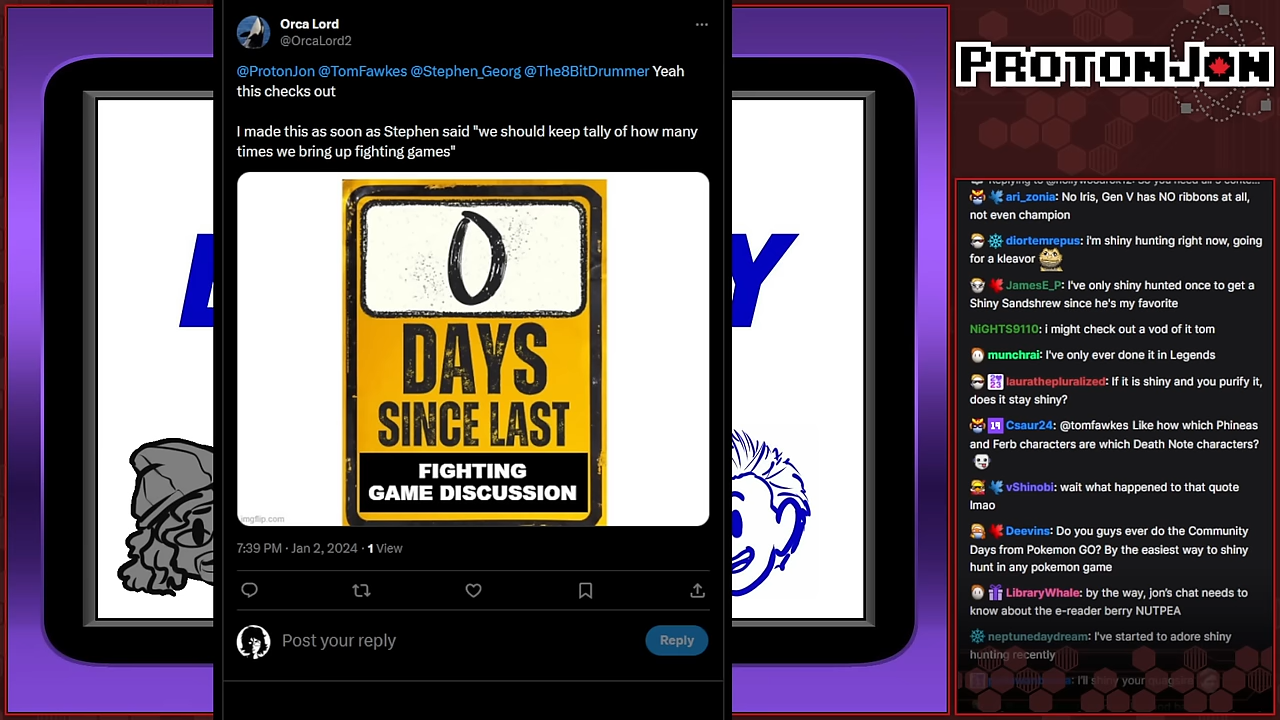 Orca Lord
@OrcaLord2
@ProtonJon @TomFawkes @Stephen_Georg @The8BitDrummer Yeah
this checks out
I made this as soon as Stephen said "we should keep tally of how many
times we bring up fighting games"
0
DAYS
SINCE LAST
FIGHTING
GAME DISCUSSION
imgflip.com
7:39 PM · Jan 2, 2024 · 1 View
Post your reply
Reply
Y
PROTONJON
ari_zonia: No Iris, Gen V has NO ribbons at all,
not even champion
diortemrepus: i'm shiny hunting right now, going
for a kleavor
JamesE_P: I've only shiny hunted once to get a
Shiny Sandshrew since he's my favorite
NiGHTS9110: i might check out a vod of it tom
munchrai: I've only ever done it in Legends
laurathepluralized: If it is shiny and you purify it,
does it stay shiny?
Csaur24: @tomfawkes Like how which Phineas
and Ferb characters are which Death Note characters?
vShinobi: wait what happened to that quote
lmao
Deevins: Do you guys ever do the Community
Days from Pokemon GO? By the easiest way to shiny
hunt in any pokemon game
LibraryWhale: by the way, jon's chat needs to
know about the e-reader berry NUTPEA
neptunedaydream: I've started to adore shiny
hunting recently
I'll shiny your